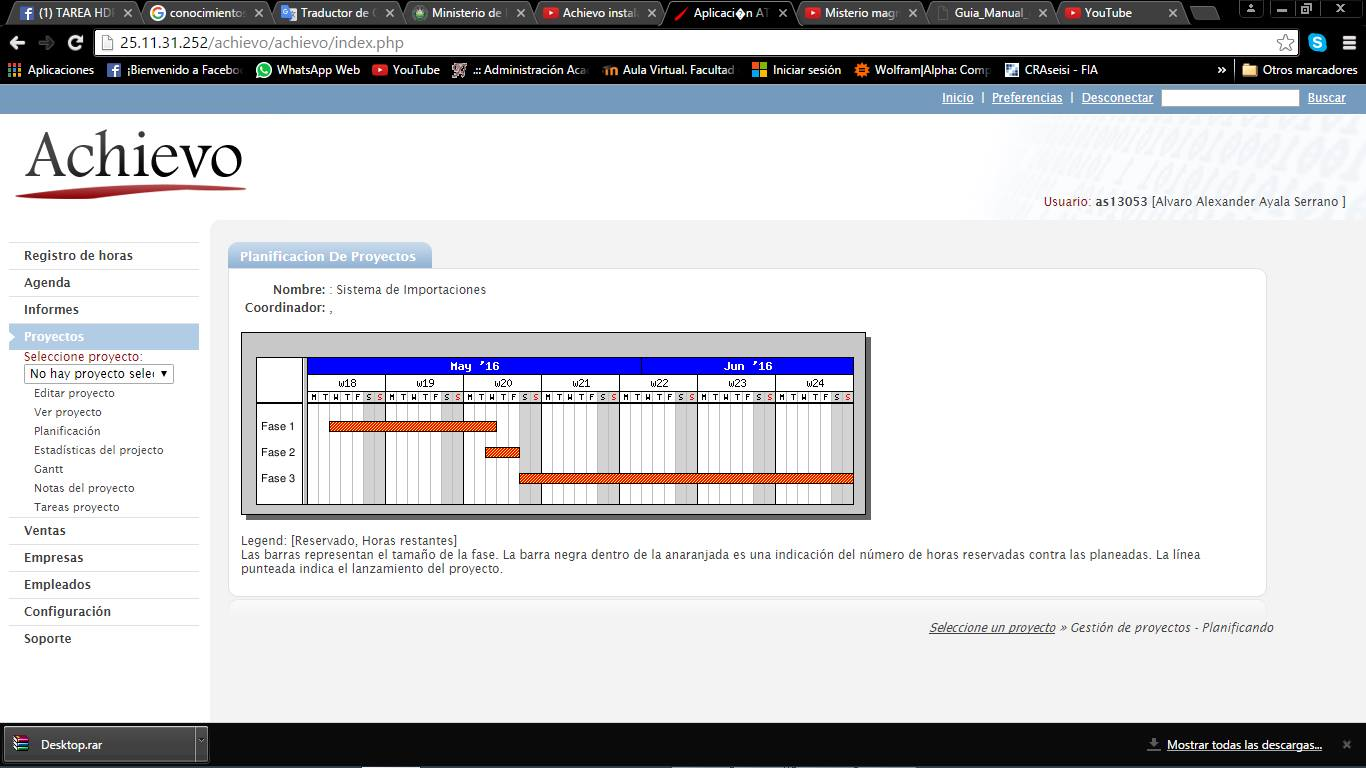 (1) TAREA HD
conocimientos
Traductor de G
Ministerio de
Achievo instal
Aplicaci�n AT
Misterio magn
Guia_Manual_
YouTube
25.11.31.252/achievo/achievo/index.php
Aplicaciones
¡Bienvenido a Facebo
WhatsApp Web
YouTube
.:: Administración Aca
Aula Virtual. Facultad
Iniciar sesión
Wolfram|Alpha: Comp
CRAseisi - FIA
»
Otros marcadores
Inicio | Preferencias | Desconectar
Buscar
Achievo
Usuario: as13053 [Alvaro Alexander Ayala Serrano ]
Registro de horas
Agenda
Informes
Proyectos
Seleccione proyecto:
No hay proyecto selec
Editar proyecto
Ver proyecto
Planificación
Estadísticas del projecto
Gantt
Notas del proyecto
Tareas proyecto
Ventas
Empresas
Empleados
Configuración
Soporte
Planificacion De Proyectos
Nombre: : Sistema de Importaciones
Coordinador: ,
May '16 Jun '16
w18 w19 w20 w21 w22 w23 w24
M T W T F S S M T W T F S S M T W T F S S M T W T F S S M T W T F S S M T W T F S S M T W T F S S
Fase 1
Fase 2
Fase 3
Legend: [Reservado, Horas restantes]
Las barras representan el tamaño de la fase. La barra negra dentro de la anaranjada es una indicación del número de horas reservadas contra las planeadas. La línea
punteada indica el lanzamiento del proyecto.
Seleccione un proyecto » Gestión de proyectos - Planificando
Desktop.rar
Mostrar todas las descargas...